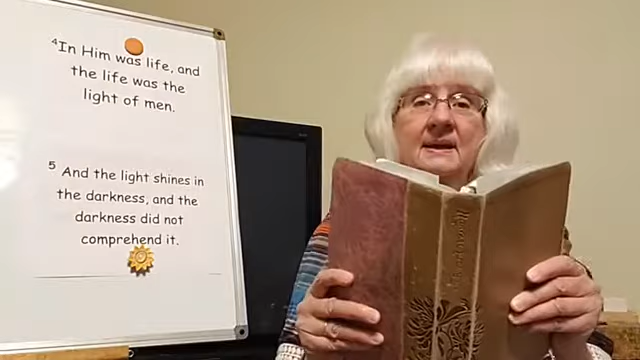 ⁴In Him was life, and
the life was the
light of men.
⁵ And the light shines in
the darkness, and the
darkness did not
comprehend it.